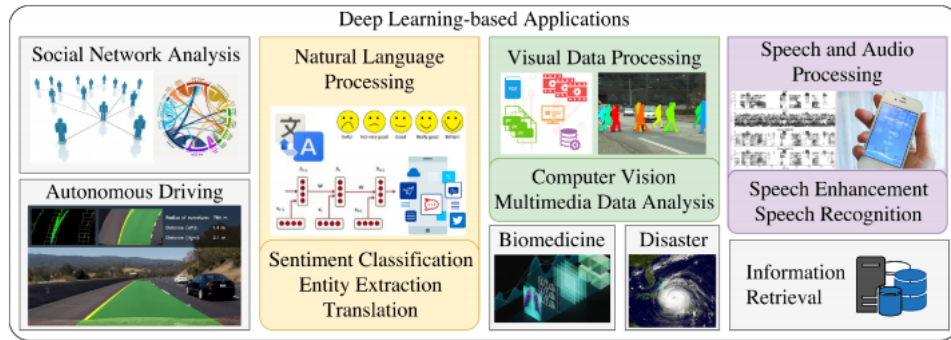 Deep Learning-based Applications
Social Network Analysis
Autonomous Driving
Natural Language
Processing
文
A
Sentiment Classification
Entity Extraction
Translation
Visual Data Processing
Computer Vision
Multimedia Data Analysis
Biomedicine
Disaster
Speech and Audio
Processing
Speech Enhancement
Speech Recognition
Information
Retrieval